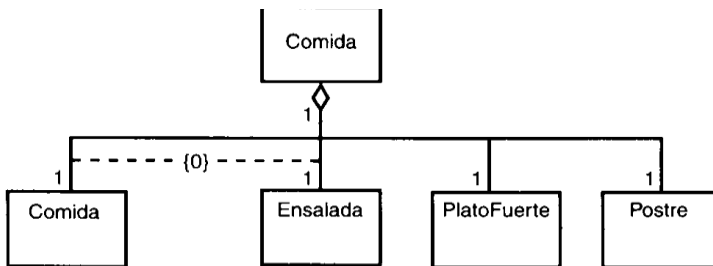 Comida
1
{0}
1 1 1 1
Comida Ensalada PlatoFuerte Postre